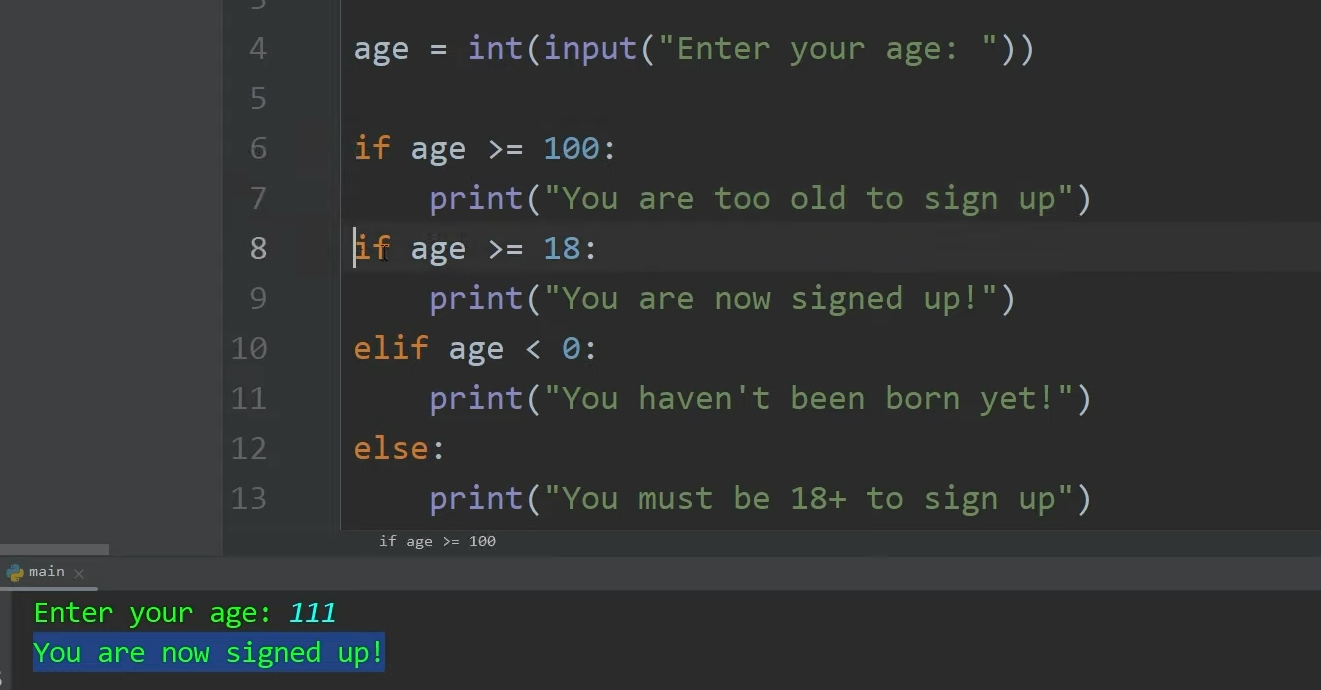 4 age = int(input("Enter your age: "))
5
6 if age >= 100:
7     print("You are too old to sign up")
8 if age >= 18:
9     print("You are now signed up!")
10 elif age < 0:
11     print("You haven't been born yet!")
12 else:
13     print("You must be 18+ to sign up")
if age >= 100
main
Enter your age: 111
You are now signed up!